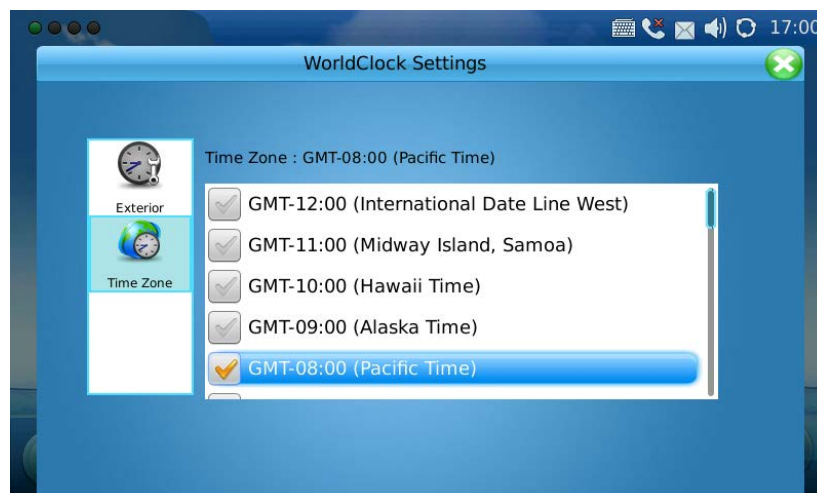 17:00
WorldClock Settings
Time Zone : GMT-08:00 (Pacific Time)
Exterior
Time Zone
GMT-12:00 (International Date Line West)
GMT-11:00 (Midway Island, Samoa)
GMT-10:00 (Hawaii Time)
GMT-09:00 (Alaska Time)
GMT-08:00 (Pacific Time)